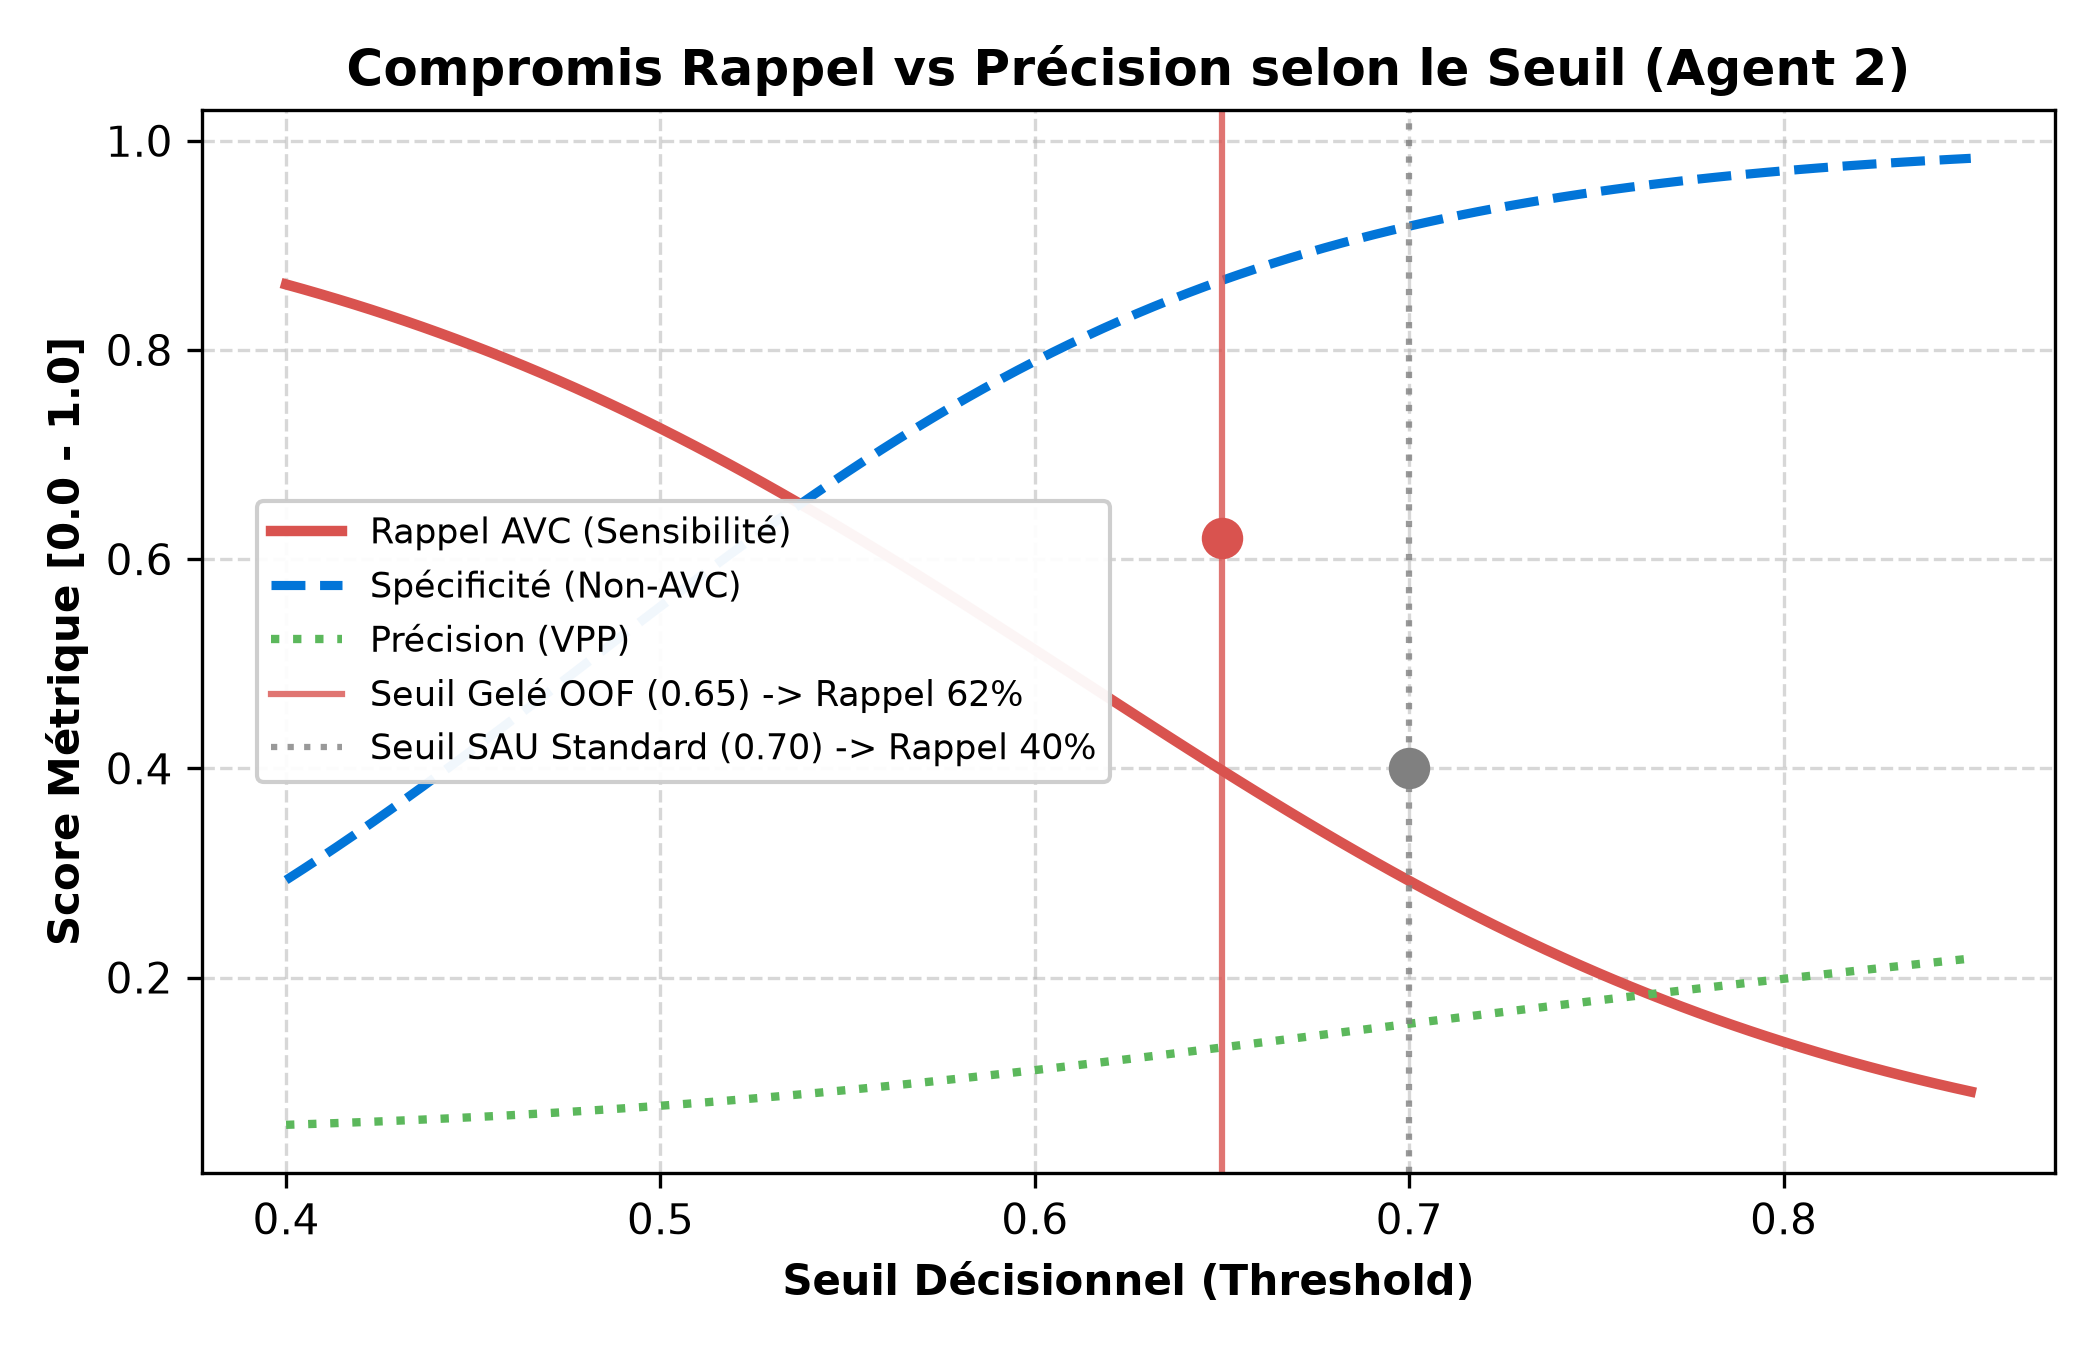 Compromis Rappel vs Précision selon le Seuil (Agent 2)
Score Métrique [0.0 - 1.0]
1.0
0.8
0.6
0.4
0.2
Rappel AVC (Sensibilité)
Spécificité (Non-AVC)
Précision (VPP)
Seuil Gelé OOF (0.65) -> Rappel 62%
Seuil SAU Standard (0.70) -> Rappel 40%
0.4
0.5
0.6
0.7
0.8
Seuil Décisionnel (Threshold)